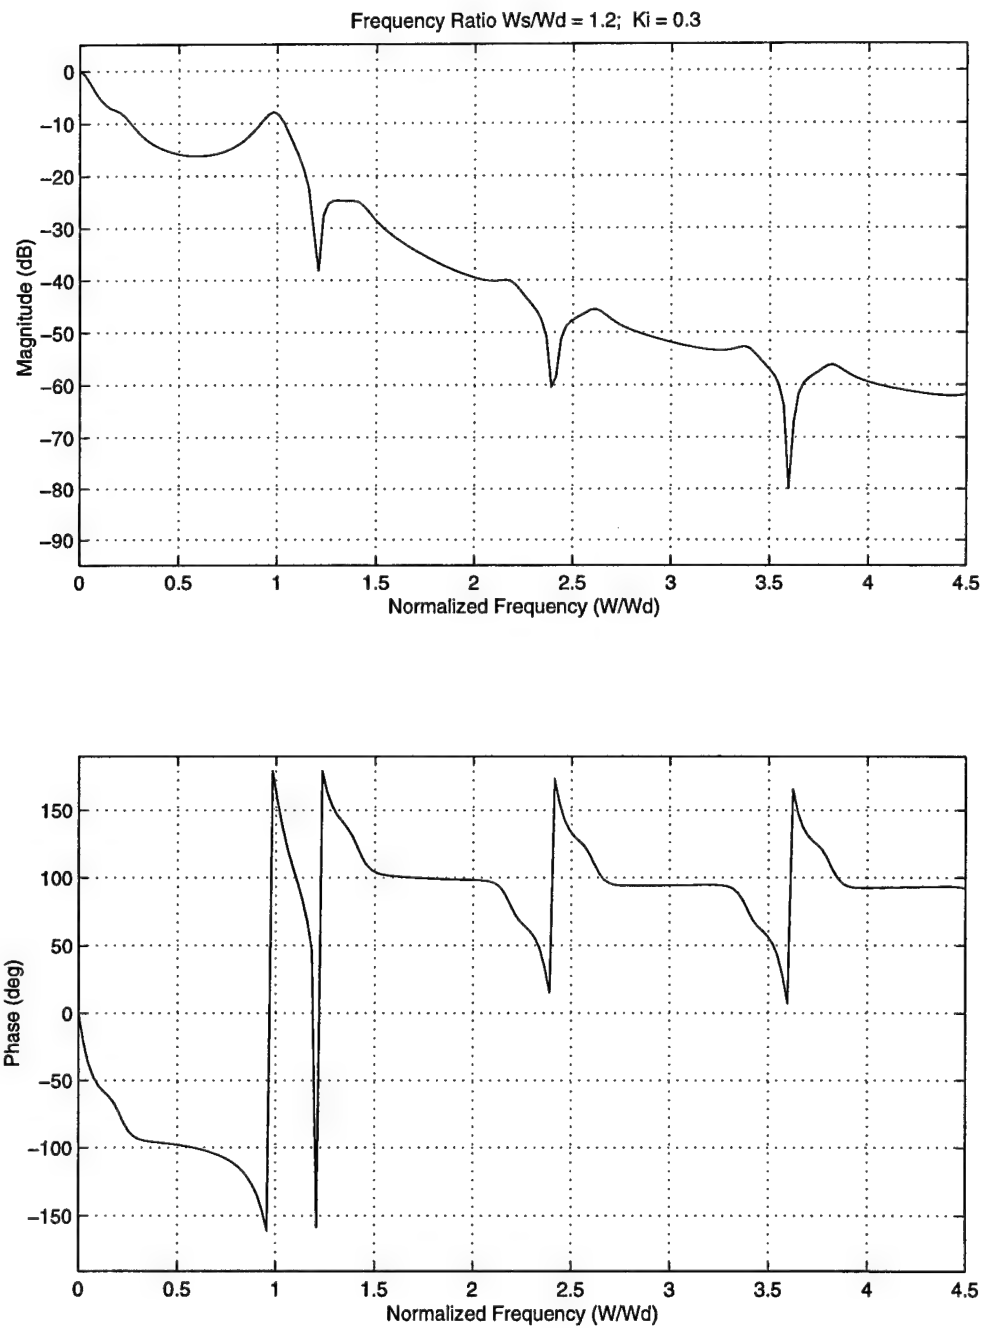 Frequency Ratio Ws/Wd = 1.2; Ki = 0.3
0
−10
−20
−30
−40
−50
−60
−70
−80
−90
Magnitude (dB)
0 0.5 1 1.5 2 2.5 3 3.5 4 4.5
Normalized Frequency (W/Wd)
150
100
50
0
−50
−100
−150
Phase (deg)
0 0.5 1 1.5 2 2.5 3 3.5 4 4.5
Normalized Frequency (W/Wd)